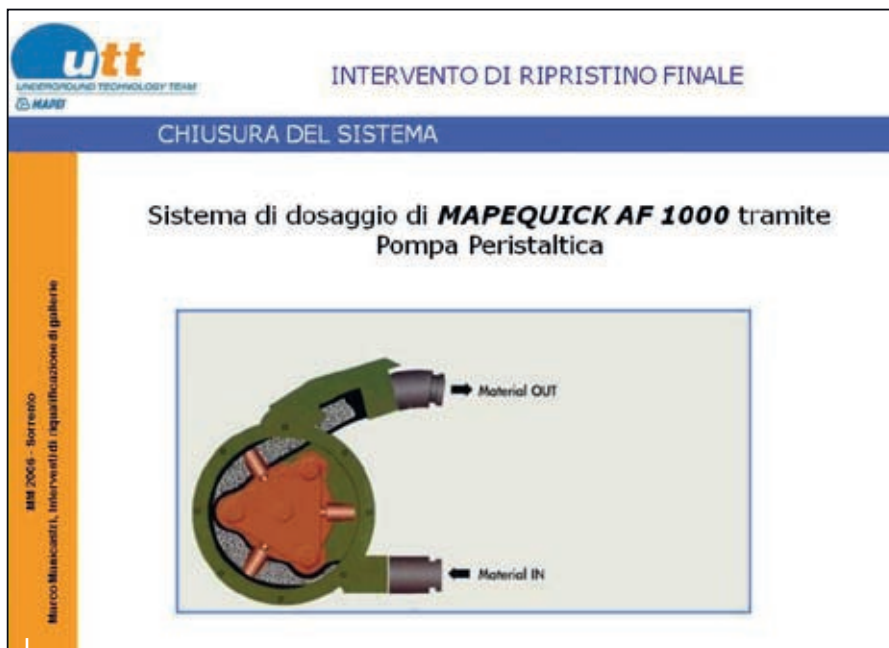 utt
UNDERGROUND TECHNOLOGY TEAM
MAPEI
INTERVENTO DI RIPRISTINO FINALE
CHIUSURA DEL SISTEMA
Sistema di dosaggio di MAPEQUICK AF 1000 tramite
Pompa Peristaltica
Material OUT
Material IN
MM 2006 - Sorrento
Marco Manicastri, Interventi di riqualificazione di gallerie